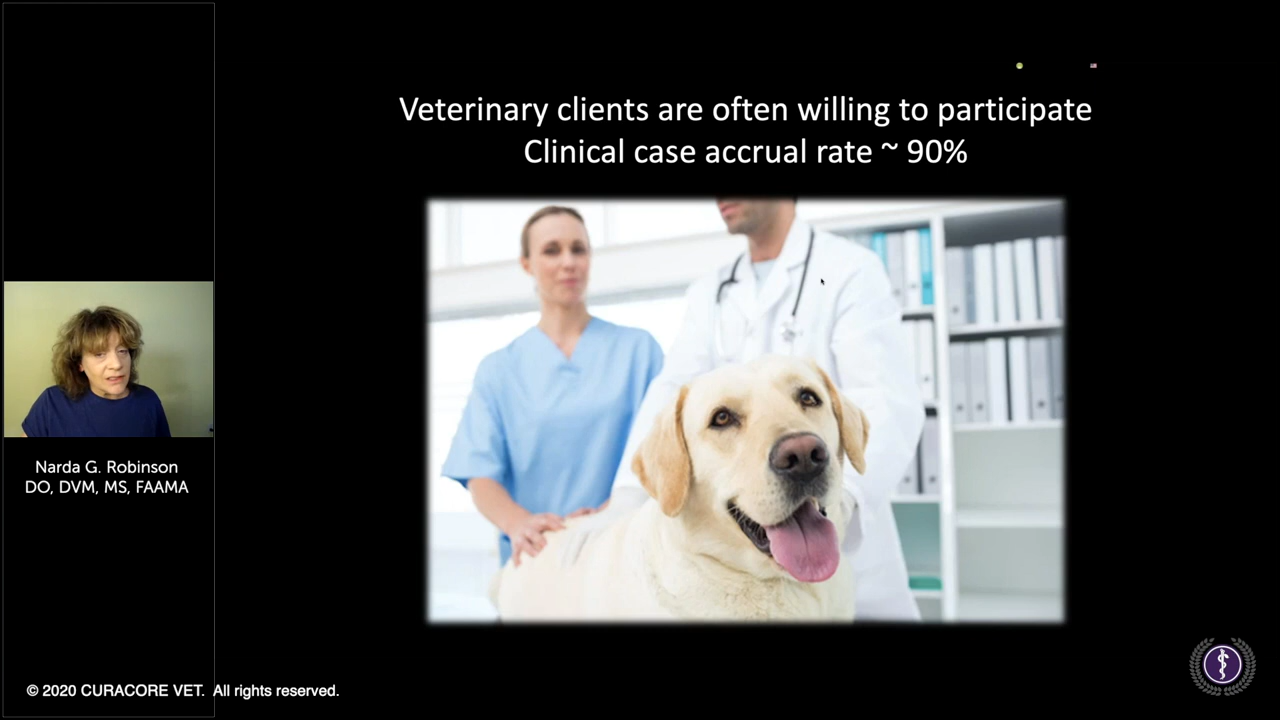 Veterinary clients are often willing to participate
Clinical case accrual rate ~ 90%
Narda G. Robinson
DO, DVM, MS, FAAMA
© 2020 CURACORE VET. All rights reserved.